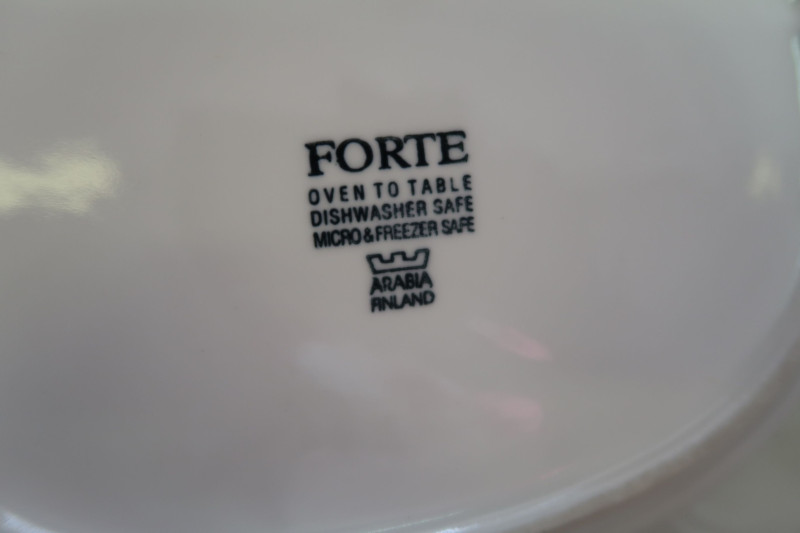 FORTE
OVEN TO TABLE
DISHWASHER SAFE
MICRO & FREEZER SAFE
ARABIA
FINLAND